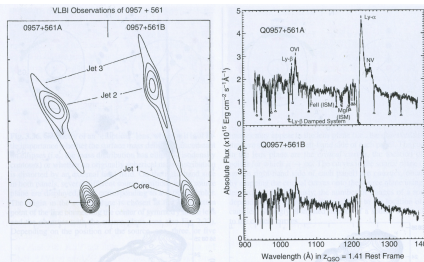 VLBI Observations of 0957 + 561
0957+561A
0957+561B
Jet 3
Jet 2
Jet 1
Core
Q0957+561A
Ly-α
OVI
Ly-β
NV
FeII (ISM)
MgII
(ISM)
Ly-β Damped System
Q0957+561B
5
4
3
2
1
0
4
3
2
1
0
Absolute Flux (x10¹⁵ Erg cm⁻² s⁻¹ Å⁻¹)
900 1000 1100 1200 1300 1400
Wavelength (Å) in zQSO = 1.41 Rest Frame